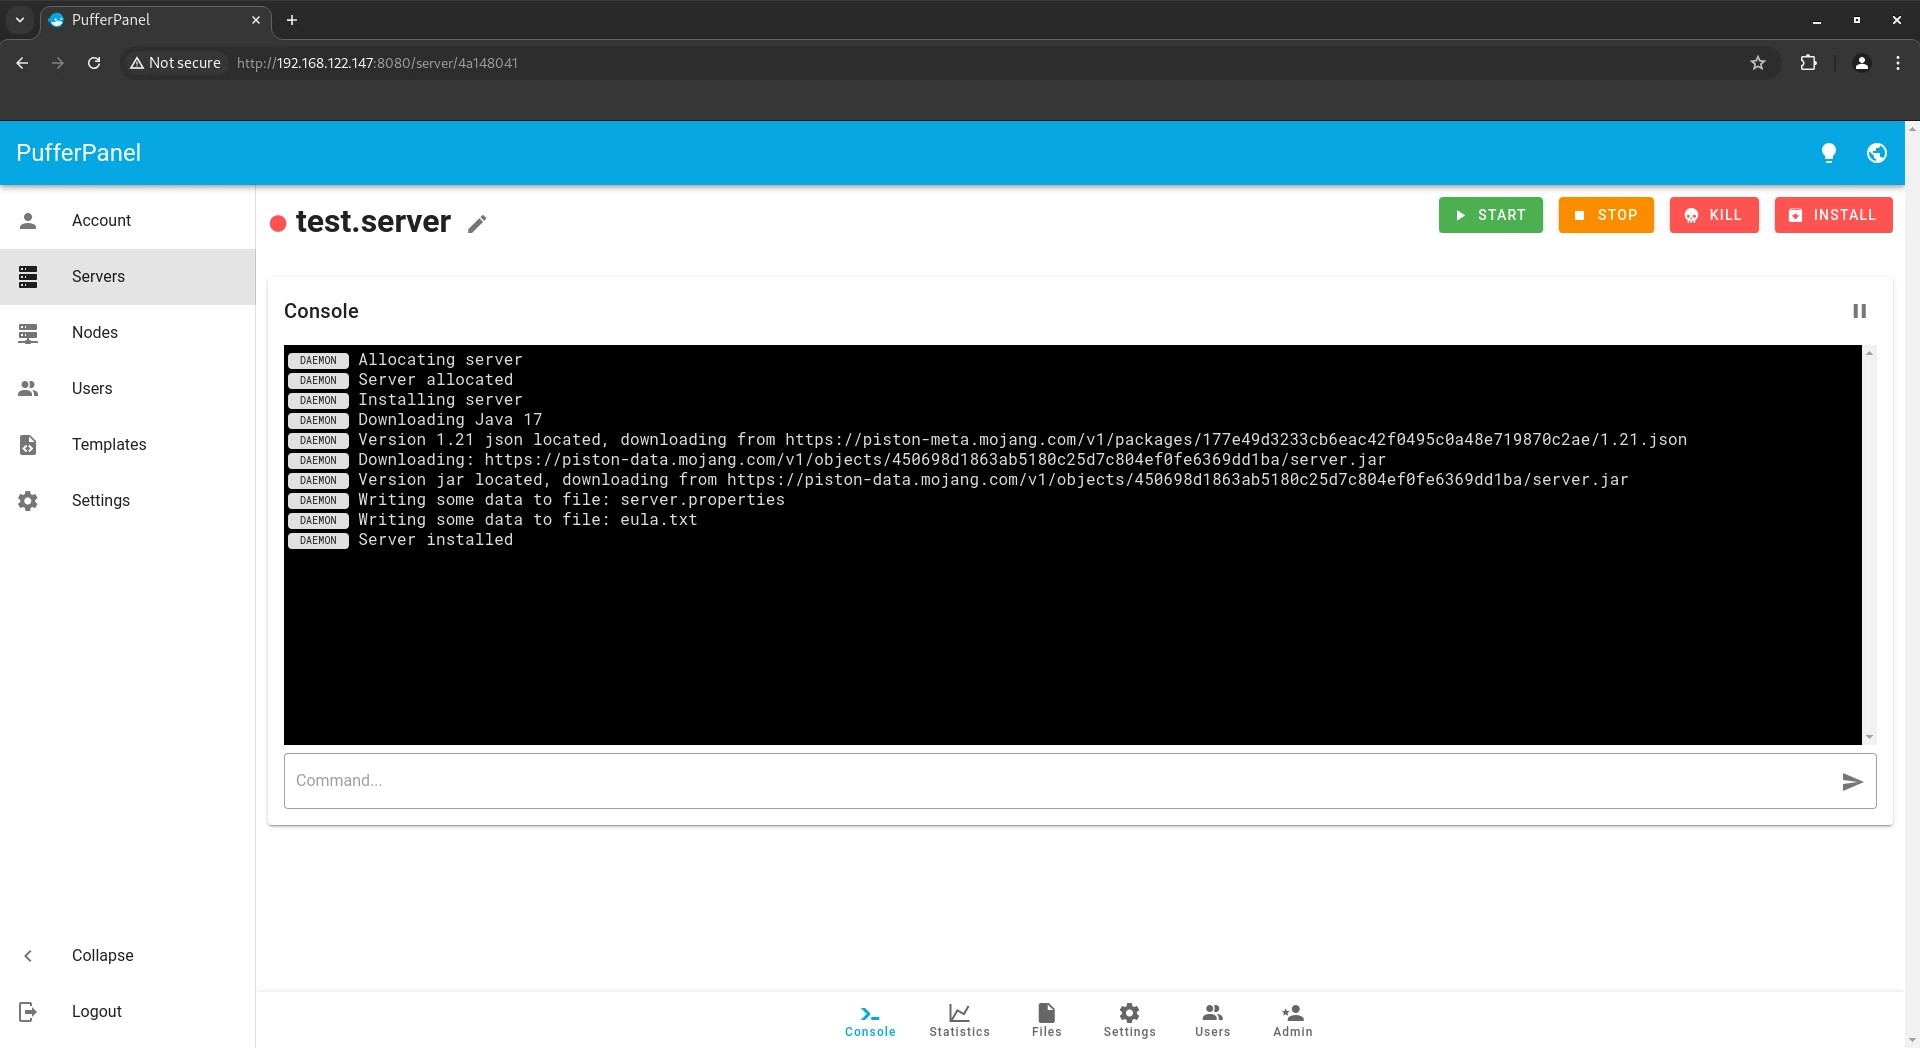 PufferPanel
Not secure
http://192.168.122.147:8080/server/4a148041
PufferPanel
Account
Servers
Nodes
Users
Templates
Settings
Collapse
Logout
test.server
START
STOP
KILL
INSTALL
Console
DAEMON Allocating server
DAEMON Server allocated
DAEMON Installing server
DAEMON Downloading Java 17
DAEMON Version 1.21 json located, downloading from https://piston-meta.mojang.com/v1/packages/177e49d3233cb6eac42f0495c0a48e719870c2ae/1.21.json
DAEMON Downloading: https://piston-data.mojang.com/v1/objects/450698d1863ab5180c25d7c804ef0fe6369dd1ba/server.jar
DAEMON Version jar located, downloading from https://piston-data.mojang.com/v1/objects/450698d1863ab5180c25d7c804ef0fe6369dd1ba/server.jar
DAEMON Writing some data to file: server.properties
DAEMON Writing some data to file: eula.txt
DAEMON Server installed
Command...
Console
Statistics
Files
Settings
Users
Admin